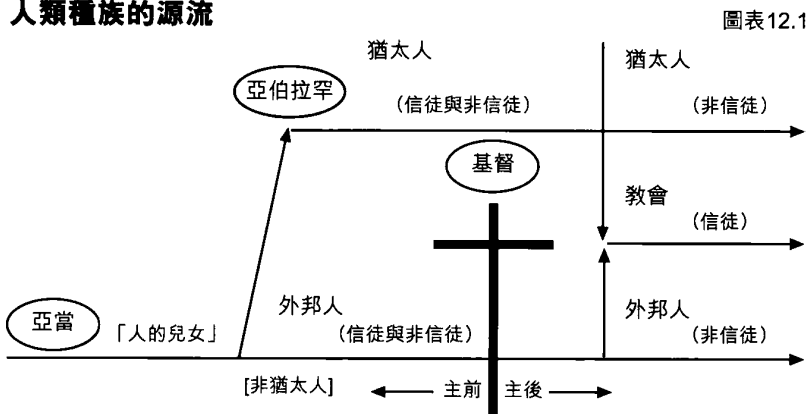 人類種族的源流
圖表12.1
猶太人
猶太人
亞伯拉罕
（信徒與非信徒）
（非信徒）
基督
教會
（信徒）
外邦人
外邦人
亞當
「人的兒女」
（信徒與非信徒）
（非信徒）
[非猶太人]
主前
主後